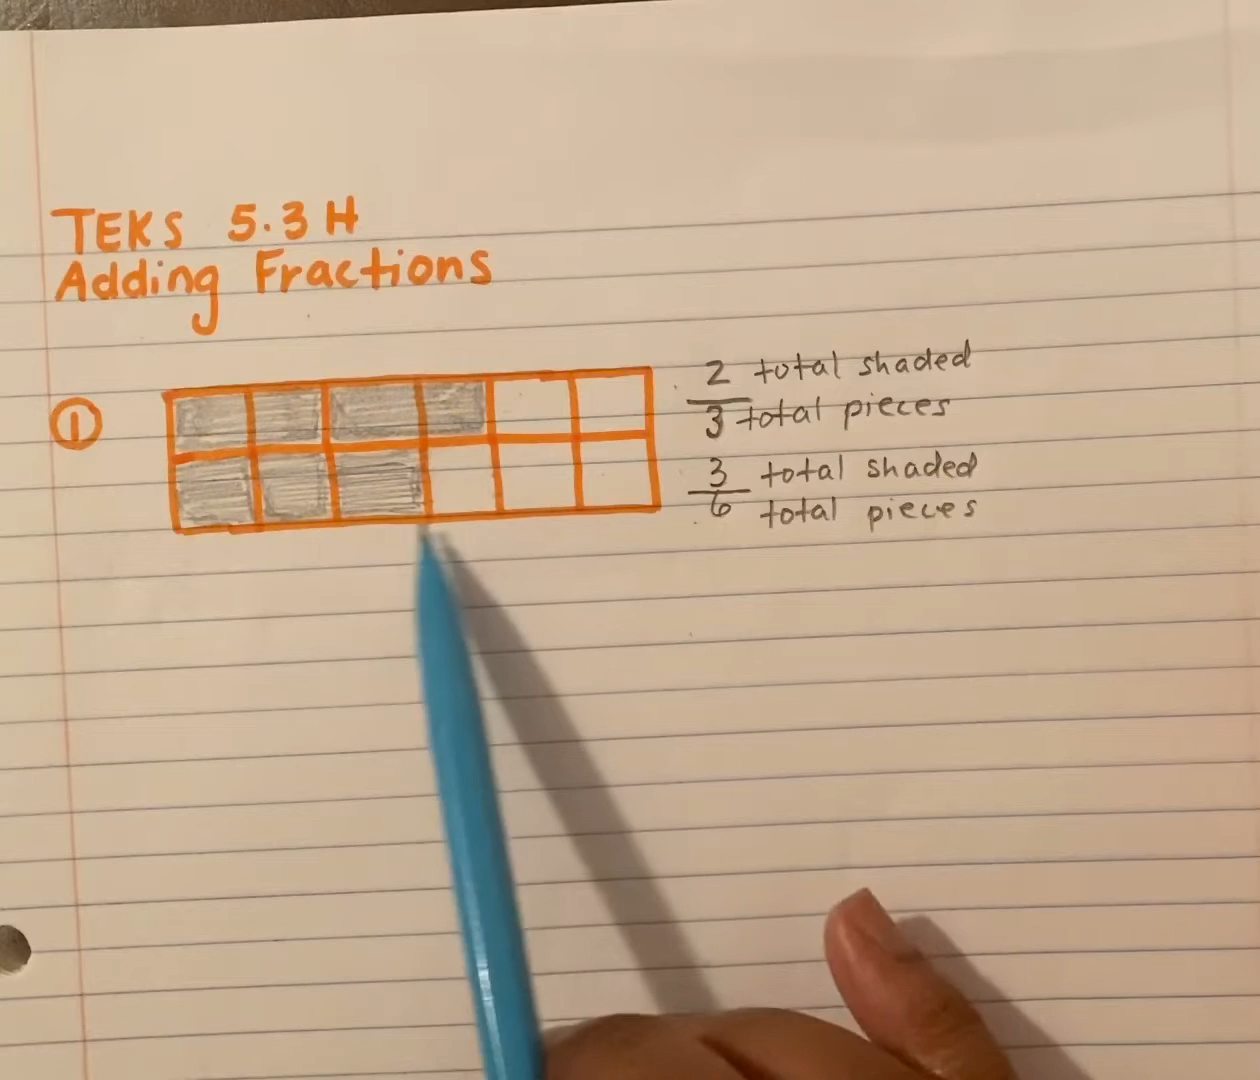 TEKS 5.3H
Adding Fractions
①
2 total shaded
3 total pieces
3 total shaded
6 total pieces